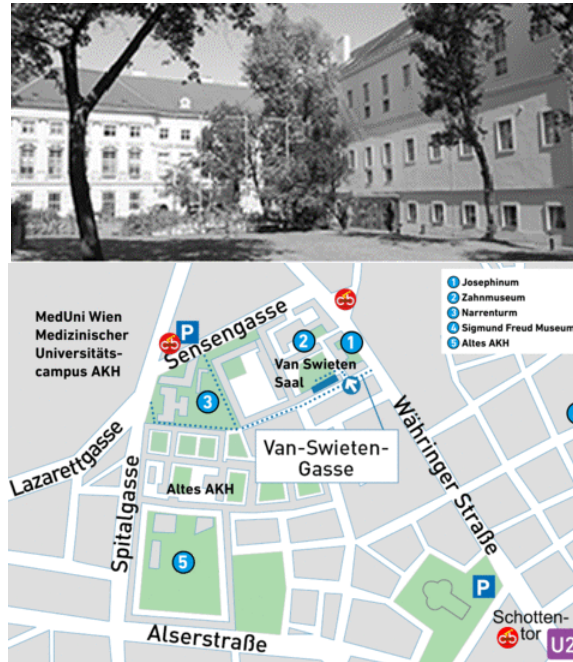 MedUni Wien
Medizinischer
Universitäts-
campus AKH
P
Sensengasse
1 Josephinum
2 Zahnmuseum
3 Narrenturm
4 Sigmund Freud Museum
5 Altes AKH
2
1
Van Swieten
Saal
3
Van-Swieten-
Gasse
Währinger Straße
Lazarettgasse
Spitalgasse
Altes AKH
5
P
Alserstraße
Schotten-
tor
U2